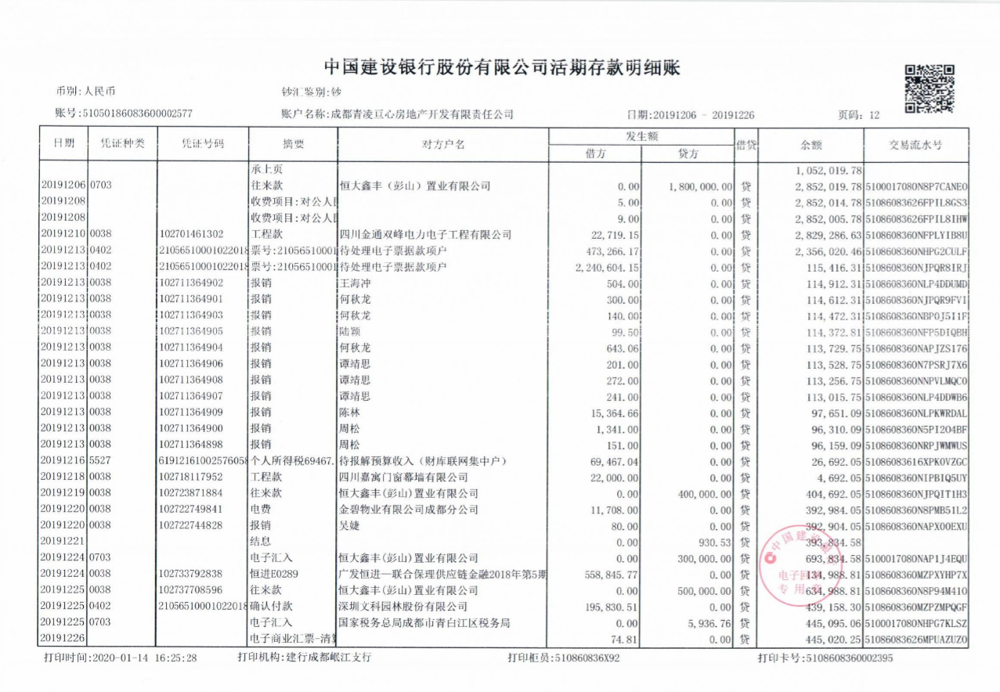 中国建设银行股份有限公司活期存款明细账
币别:人民币 钞汇鉴别:钞
账号:51050186083600002577 账户名称:成都青凌亘心房地产开发有限责任公司 日期:20191206 - 20191226 页码: 12
日期 凭证种类 凭证号码 摘要 对方户名 发生额 借贷 余额 交易流水号
借方 贷方
承上页 1,052,019.78
20191206 0703 往来款 恒大鑫丰（彭山）置业有限公司 0.00 1,800,000.00 贷 2,852,019.78 5100017080N8P7CANEO
20191208 收费项目:对公人民 5.00 0.00 贷 2,852,014.78 51086083626FPIL8GS3
20191208 收费项目:对公人民 9.00 0.00 贷 2,852,005.78 51086083626FPIL8IHW
20191210 0038 102701461302 工程款 四川金通双峰电力电子工程有限公司 22,719.15 0.00 贷 2,829,286.63 5108608360NFPLYIB8U
20191213 0402 21056510001022018 票号:21056510001 待处理电子票据款项户 473,266.17 0.00 贷 2,356,020.46 5108608360NHPG2CULF
20191213 0402 21056510001022018 票号:21056510001 待处理电子票据款项户 2,240,604.15 0.00 贷 115,416.31 5108608360NJPQR8IRJ
20191213 0038 102711364902 报销 王海冲 504.00 0.00 贷 114,912.31 5108608360NLP4DDUMD
20191213 0038 102711364901 报销 何秋龙 300.00 0.00 贷 114,612.31 5108608360NJPQR9FVI
20191213 0038 102711364903 报销 何秋龙 140.00 0.00 贷 114,472.31 5108608360NBP0J5I1F
20191213 0038 102711364905 报销 陆颖 99.50 0.00 贷 114,372.81 5108608360NFP5DIQBH
20191213 0038 102711364904 报销 何秋龙 643.06 0.00 贷 113,729.75 5108608360NAPJZS176
20191213 0038 102711364906 报销 谭靖思 201.00 0.00 贷 113,528.75 5108608360N7PSRJ7X6
20191213 0038 102711364908 报销 谭靖思 272.00 0.00 贷 113,256.75 5108608360NNPVLMQC0
20191213 0038 102711364907 报销 谭靖思 241.00 0.00 贷 113,015.75 5108608360NLP4DDWB6
20191213 0038 102711364909 报销 陈林 15,364.66 0.00 贷 97,651.09 5108608360NLPKWRDAL
20191213 0038 102711364900 报销 周松 1,341.00 0.00 贷 96,310.09 5108608360N5PI2O4BF
20191213 0038 102711364898 报销 周松 151.00 0.00 贷 96,159.09 5108608360NRPJWMWUS
20191216 5527 61912161002576058 个人所得税69467. 待报解预算收入（财库联网集中户） 69,467.04 0.00 贷 26,692.05 51086083616XPKOVZGC
20191218 0038 102718117952 工程款 四川嘉寓门窗幕墙有限公司 22,000.00 0.00 贷 4,692.05 5108608360NIPBIQ5UY
20191219 0038 102723871884 往来款 恒大鑫丰(彭山)置业有限公司 0.00 400,000.00 贷 404,692.05 5108608360NJPQIT1H3
20191220 0038 102722749841 电费 金碧物业有限公司成都分公司 11,708.00 0.00 贷 392,984.05 5108608360N8PMB51L2
20191220 0038 102722744828 报销 吴婕 80.00 0.00 贷 392,904.05 5108608360NAPX0OEXU
20191221 结息 0.00 930.53 贷 393,834.58
20191224 0703 电子汇入 恒大鑫丰(彭山)置业有限公司 0.00 300,000.00 贷 693,834.58 5100017080NAP1J4EQU
20191224 0038 102733792838 恒进E0289 广发恒进—联合保理供应链金融2018年第5期 558,845.77 0.00 贷 134,988.81 5108608360MZPXYHP7X
20191225 0038 102737708596 往来款 恒大鑫丰(彭山)置业有限公司 0.00 500,000.00 贷 634,988.81 5108608360N8P94M41O
20191225 0402 21056510001022018 确认付款 深圳文科园林股份有限公司 195,830.51 0.00 贷 439,158.30 5108608360MZPZMPQGF
20191225 0703 电子汇入 国家税务总局成都市青白江区税务局 0.00 5,936.76 贷 445,095.06 5100017080NHPG7KLSZ
20191226 电子商业汇票-清算 74.81 0.00 贷 445,020.25 51086083626MPUAZUZO
中国建设银行
电子回单
专用章
打印时间:2020-01-14 16:25:28 打印机构:建行成都岷江支行 打印柜员:510860836X92 打印卡号:5108608360002395